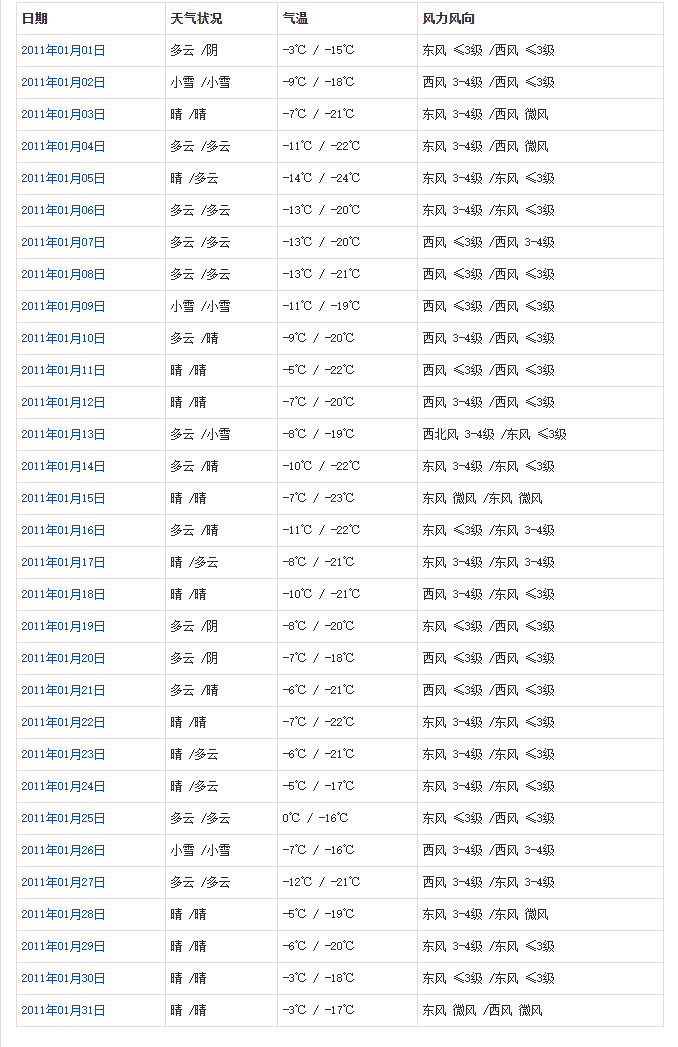 日期 天气状况 气温 风力风向
2011年01月01日 多云 /阴 -3℃ / -15℃ 东风 ≤3级 /西风 ≤3级
2011年01月02日 小雪 /小雪 -9℃ / -18℃ 西风 3-4级 /西风 ≤3级
2011年01月03日 晴 /晴 -7℃ / -21℃ 东风 3-4级 /西风 微风
2011年01月04日 多云 /多云 -11℃ / -22℃ 东风 3-4级 /西风 微风
2011年01月05日 晴 /多云 -14℃ / -24℃ 东风 3-4级 /东风 ≤3级
2011年01月06日 多云 /多云 -13℃ / -20℃ 东风 3-4级 /东风 ≤3级
2011年01月07日 多云 /多云 -13℃ / -20℃ 西风 ≤3级 /西风 3-4级
2011年01月08日 多云 /多云 -13℃ / -21℃ 西风 ≤3级 /西风 ≤3级
2011年01月09日 小雪 /小雪 -11℃ / -19℃ 西风 ≤3级 /西风 ≤3级
2011年01月10日 多云 /晴 -9℃ / -20℃ 西风 3-4级 /西风 ≤3级
2011年01月11日 晴 /晴 -5℃ / -22℃ 西风 ≤3级 /西风 ≤3级
2011年01月12日 晴 /晴 -7℃ / -20℃ 西风 3-4级 /西风 ≤3级
2011年01月13日 多云 /小雪 -8℃ / -19℃ 西北风 3-4级 /东风 ≤3级
2011年01月14日 多云 /晴 -10℃ / -22℃ 东风 3-4级 /东风 ≤3级
2011年01月15日 晴 /晴 -7℃ / -23℃ 东风 微风 /东风 微风
2011年01月16日 多云 /晴 -11℃ / -22℃ 东风 ≤3级 /东风 3-4级
2011年01月17日 晴 /多云 -8℃ / -21℃ 东风 3-4级 /东风 3-4级
2011年01月18日 晴 /晴 -10℃ / -21℃ 西风 3-4级 /东风 ≤3级
2011年01月19日 多云 /阴 -8℃ / -20℃ 东风 ≤3级 /西风 ≤3级
2011年01月20日 多云 /阴 -7℃ / -18℃ 西风 ≤3级 /西风 ≤3级
2011年01月21日 多云 /晴 -6℃ / -21℃ 西风 ≤3级 /西风 ≤3级
2011年01月22日 晴 /晴 -7℃ / -22℃ 东风 3-4级 /东风 ≤3级
2011年01月23日 晴 /多云 -6℃ / -21℃ 东风 3-4级 /东风 ≤3级
2011年01月24日 晴 /多云 -5℃ / -17℃ 东风 3-4级 /东风 ≤3级
2011年01月25日 多云 /多云 0℃ / -16℃ 东风 ≤3级 /西风 ≤3级
2011年01月26日 小雪 /小雪 -7℃ / -16℃ 西风 3-4级 /西风 3-4级
2011年01月27日 多云 /多云 -12℃ / -21℃ 西风 3-4级 /东风 3-4级
2011年01月28日 晴 /晴 -5℃ / -19℃ 东风 3-4级 /东风 微风
2011年01月29日 晴 /晴 -6℃ / -20℃ 东风 3-4级 /东风 ≤3级
2011年01月30日 晴 /晴 -3℃ / -18℃ 东风 ≤3级 /东风 ≤3级
2011年01月31日 晴 /晴 -3℃ / -17℃ 东风 微风 /西风 微风